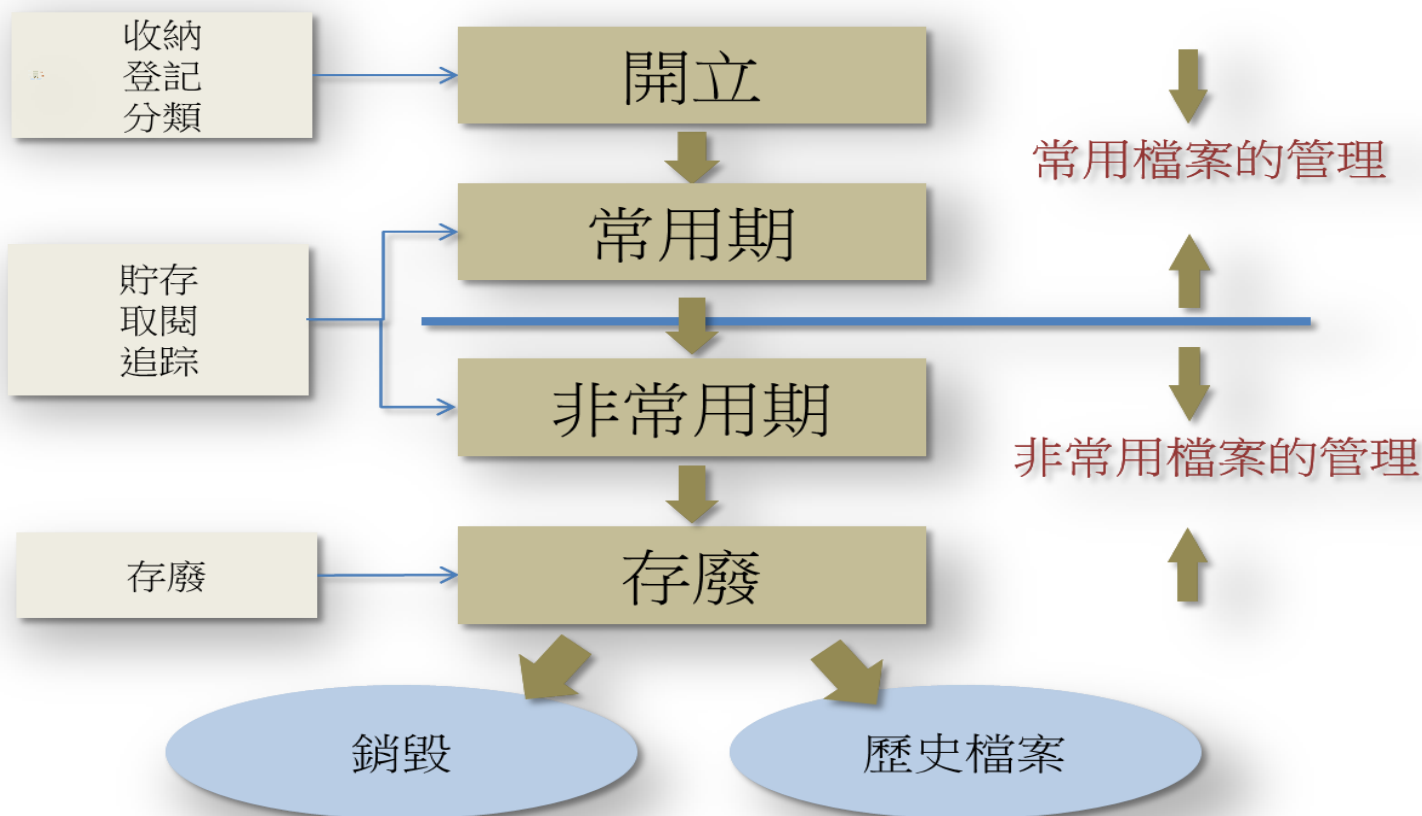 收納
登記
分類
開立
常用檔案的管理
常用期
貯存
取閱
追踪
非常用期
非常用檔案的管理
存廢
存廢
銷毀
歷史檔案